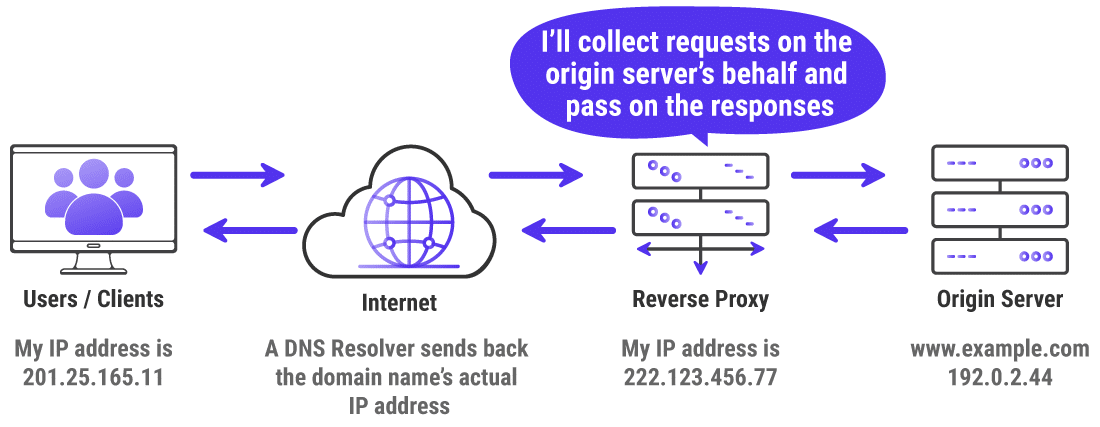 I’ll collect requests on the
origin server’s behalf and
pass on the responses
Users / Clients
My IP address is
201.25.165.11
Internet
A DNS Resolver sends back
the domain name’s actual
IP address
Reverse Proxy
My IP address is
222.123.456.77
Origin Server
www.example.com
192.0.2.44